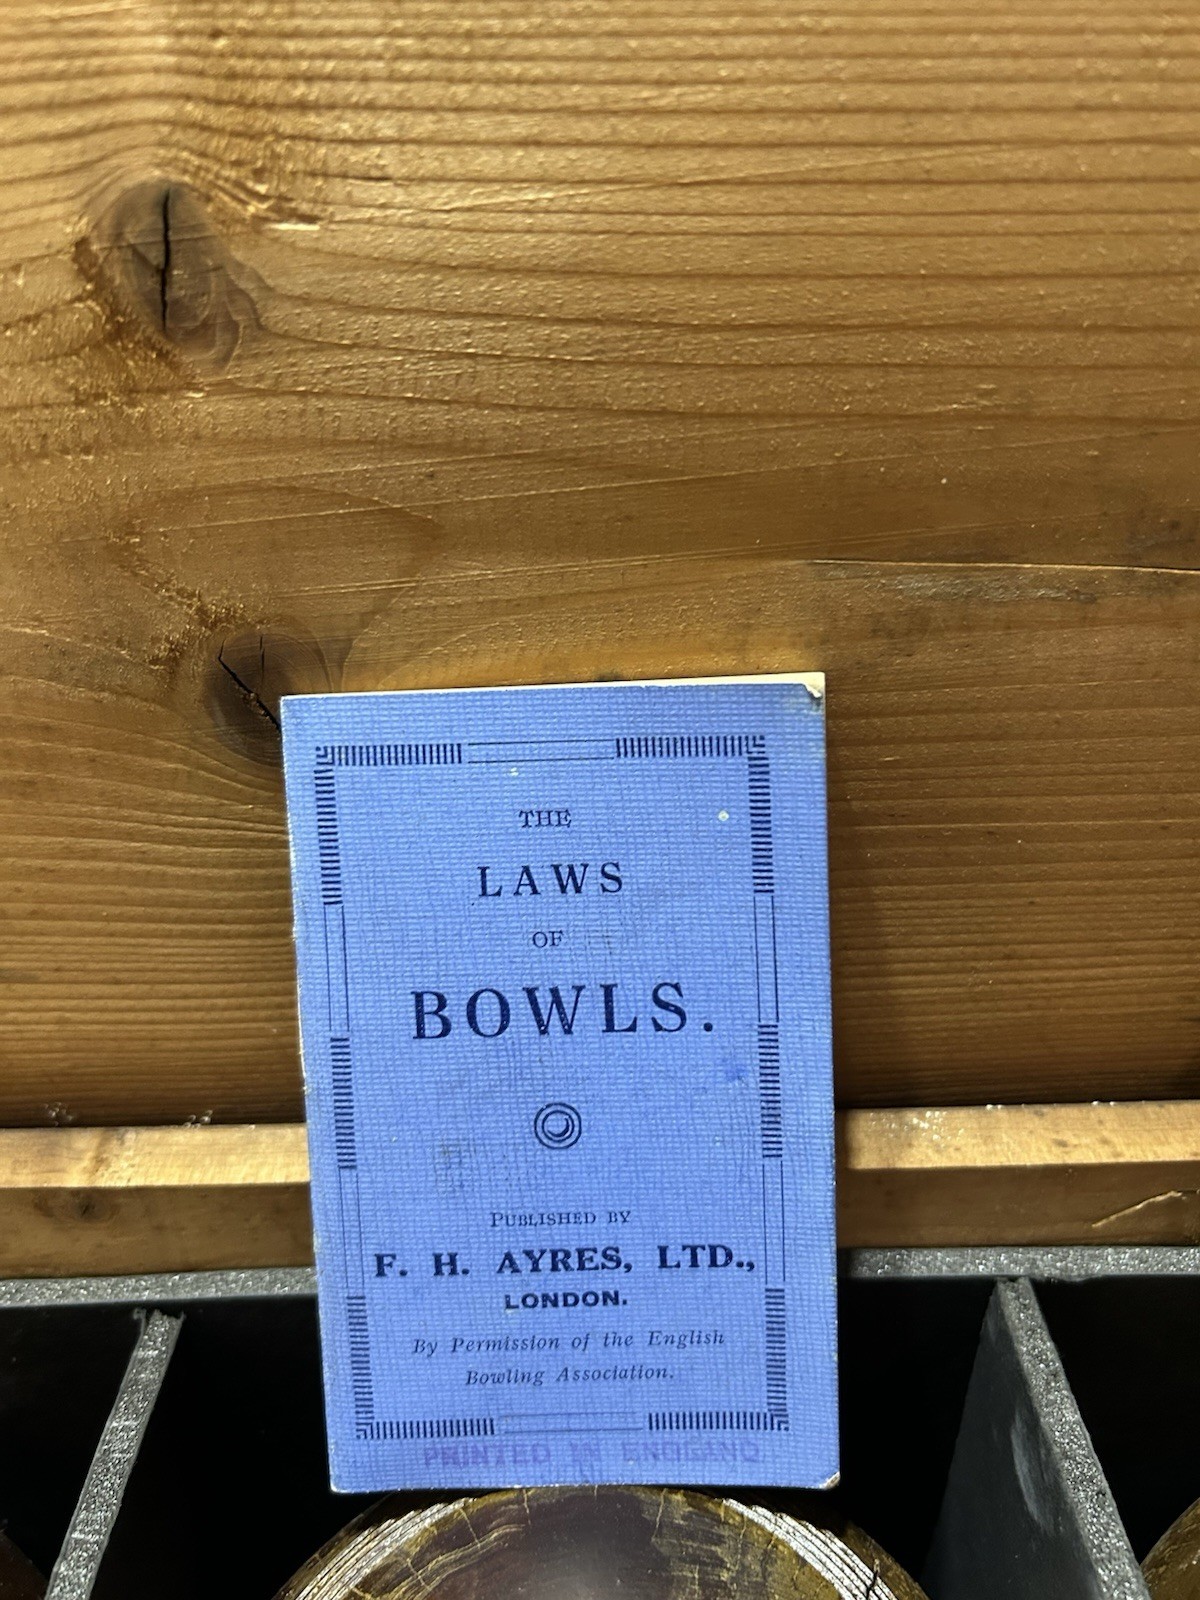 THE
LAWS
OF
BOWLS.
PUBLISHED BY
F. H. AYRES, LTD.,
LONDON.
By Permission of the English
Bowling Association.
PRINTED IN ENGLAND